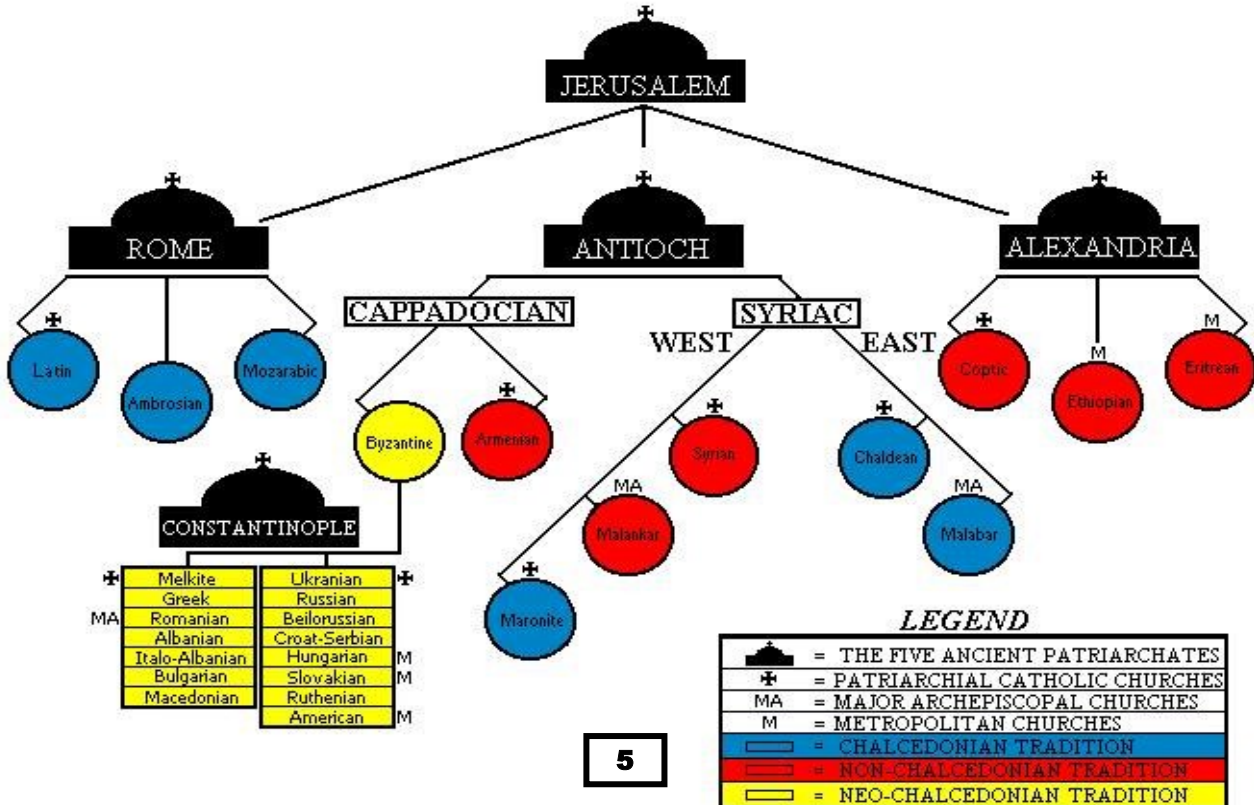 JERUSALEM
ROME
ANTIOCH
ALEXANDRIA
CAPPADOCIAN
SYRIAC
WEST
EAST
Latin
Ambrosian
Mozarabic
Byzantine
Armenian
Syrian
MA
Malankar
Maronite
Chaldean
MA
Malabar
Coptic
M
Ethiopian
M
Eritrean
CONSTANTINOPLE
Melkite
Greek
MA Romanian
Albanian
Italo-Albanian
Bulgarian
Macedonian
Ukranian
Russian
Beilorussian
Croat-Serbian
Hungarian M
Slovakian M
Ruthenian
American M
LEGEND
= THE FIVE ANCIENT PATRIARCHATES
✠ = PATRIARCHIAL CATHOLIC CHURCHES
MA = MAJOR ARCHEPISCOPAL CHURCHES
M = METROPOLITAN CHURCHES
= CHALCEDONIAN TRADITION
= NON-CHALCEDONIAN TRADITION
= NEO-CHALCEDONIAN TRADITION
5